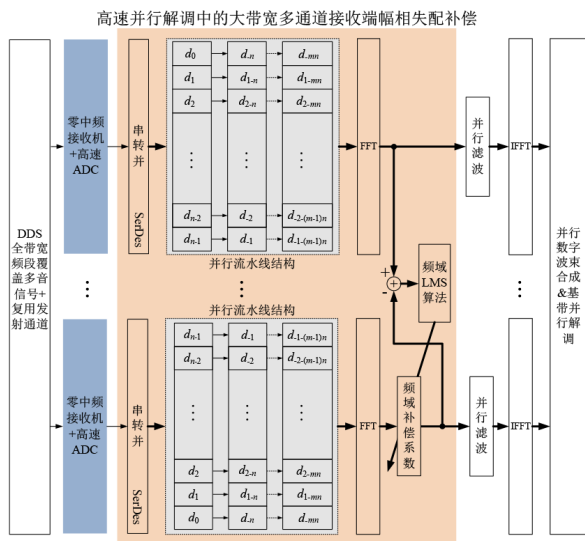 高速并行解调中的大带宽多通道接收端幅相失配补偿
DDS
全带宽
频段覆
盖多音
信号+
复用发
射通道
零中频
接收机
+高速
ADC
串转并
SerDes
d0 d-n d-mn
d1 d1-n d1-mn
d2 d2-n d2-mn
⋮ ⋮ ⋮
dn-2 d-2 d-2-(m-1)n
dn-1 d-1 d-1-(m-1)n
并行流水线结构
FFT
并行滤波
IFFT
+
-
+
频域
LMS
算法
⋮
⋮
并行
数字
波束
合成
&基
带并
行解
调
零中频
接收机
+高速
ADC
串转并
SerDes
并行流水线结构
dn-1 d-1 d-1-(m-1)n
dn-2 d-2 d-2-(m-1)n
⋮ ⋮ ⋮
d2 d2-n d2-mn
d1 d1-n d1-mn
d0 d-n d-mn
FFT
频域补偿系数
并行滤波
IFFT